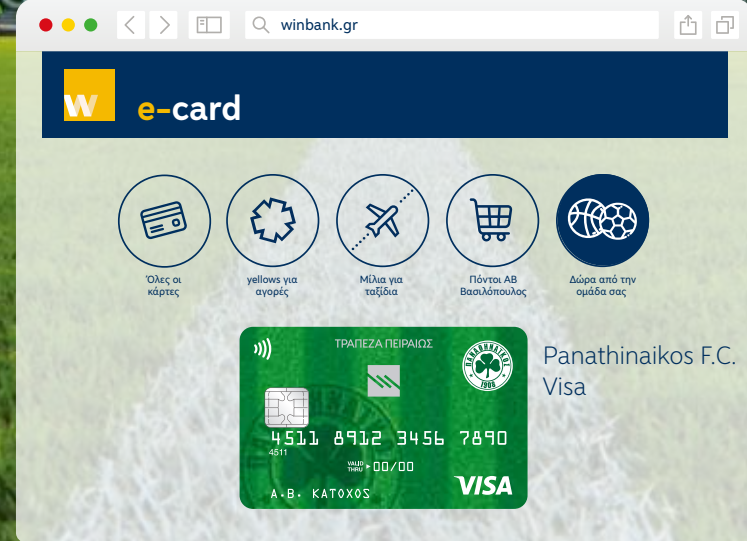 winbank.gr
w e-card
Όλες οι
κάρτες
yellows για
αγορές
Μίλια για
ταξίδια
Πόντοι ΑΒ
Βασιλόπουλος
Δώρα από την
ομάδα σας
ΤΡΑΠΕΖΑ ΠΕΙΡΑΙΩΣ
ΠΑΝΑΘΗΝΑΙΚΟΣ
1908
4511 8912 3456 7890
4511
VALID
THRU
00/00
Α.Β. ΚΑΤΟΧΟΣ
VISA
Panathinaikos F.C.
Visa